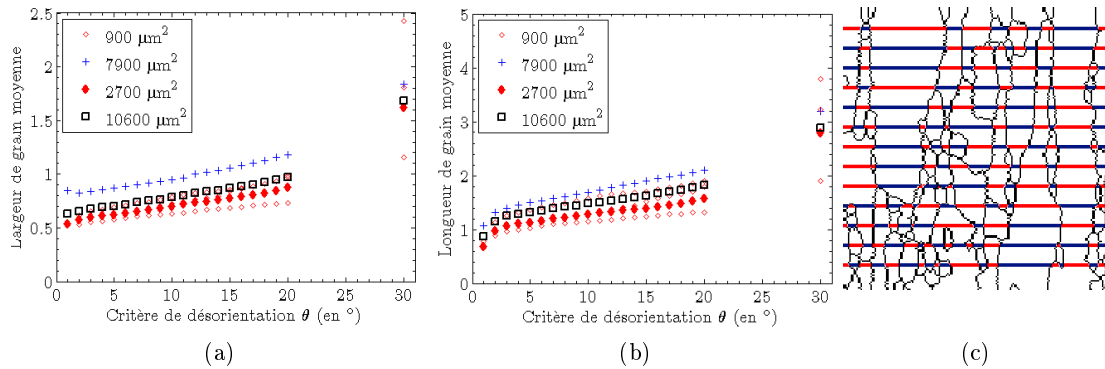 Largeur de grain moyenne
2.5
2
1.5
1
0.5
0
0 5 10 15 20 25 30
Critère de désorientation θ (en °)
900 μm²
7900 μm²
2700 μm²
10600 μm²
(a)
Longueur de grain moyenne
5
4
3
2
1
0
0 5 10 15 20 25 30
Critère de désorientation θ (en °)
900 μm²
7900 μm²
2700 μm²
10600 μm²
(b)
(c)